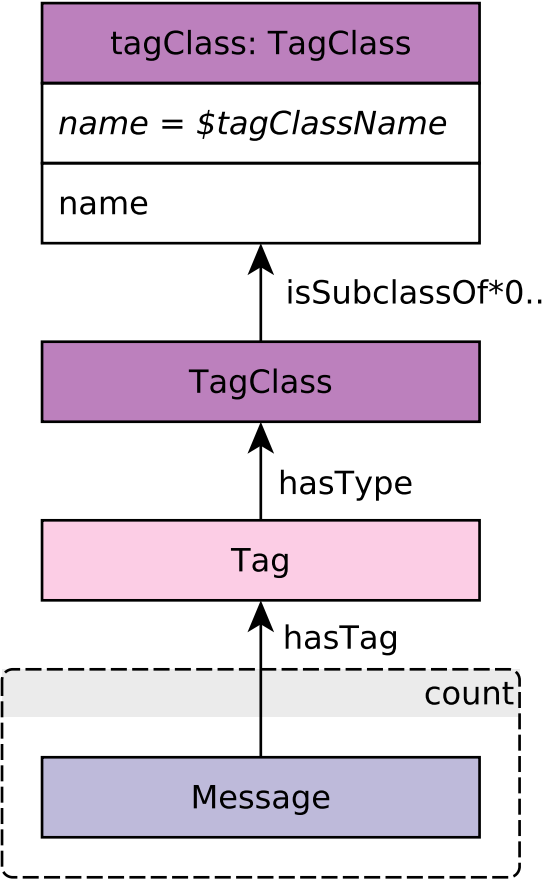 tagClass: TagClass
name = $tagClassName
name
isSubclassOf*0..
TagClass
hasType
Tag
hasTag
count
Message